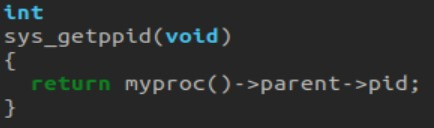 int
sys_getppid(void)
{
  return myproc()->parent->pid;
}